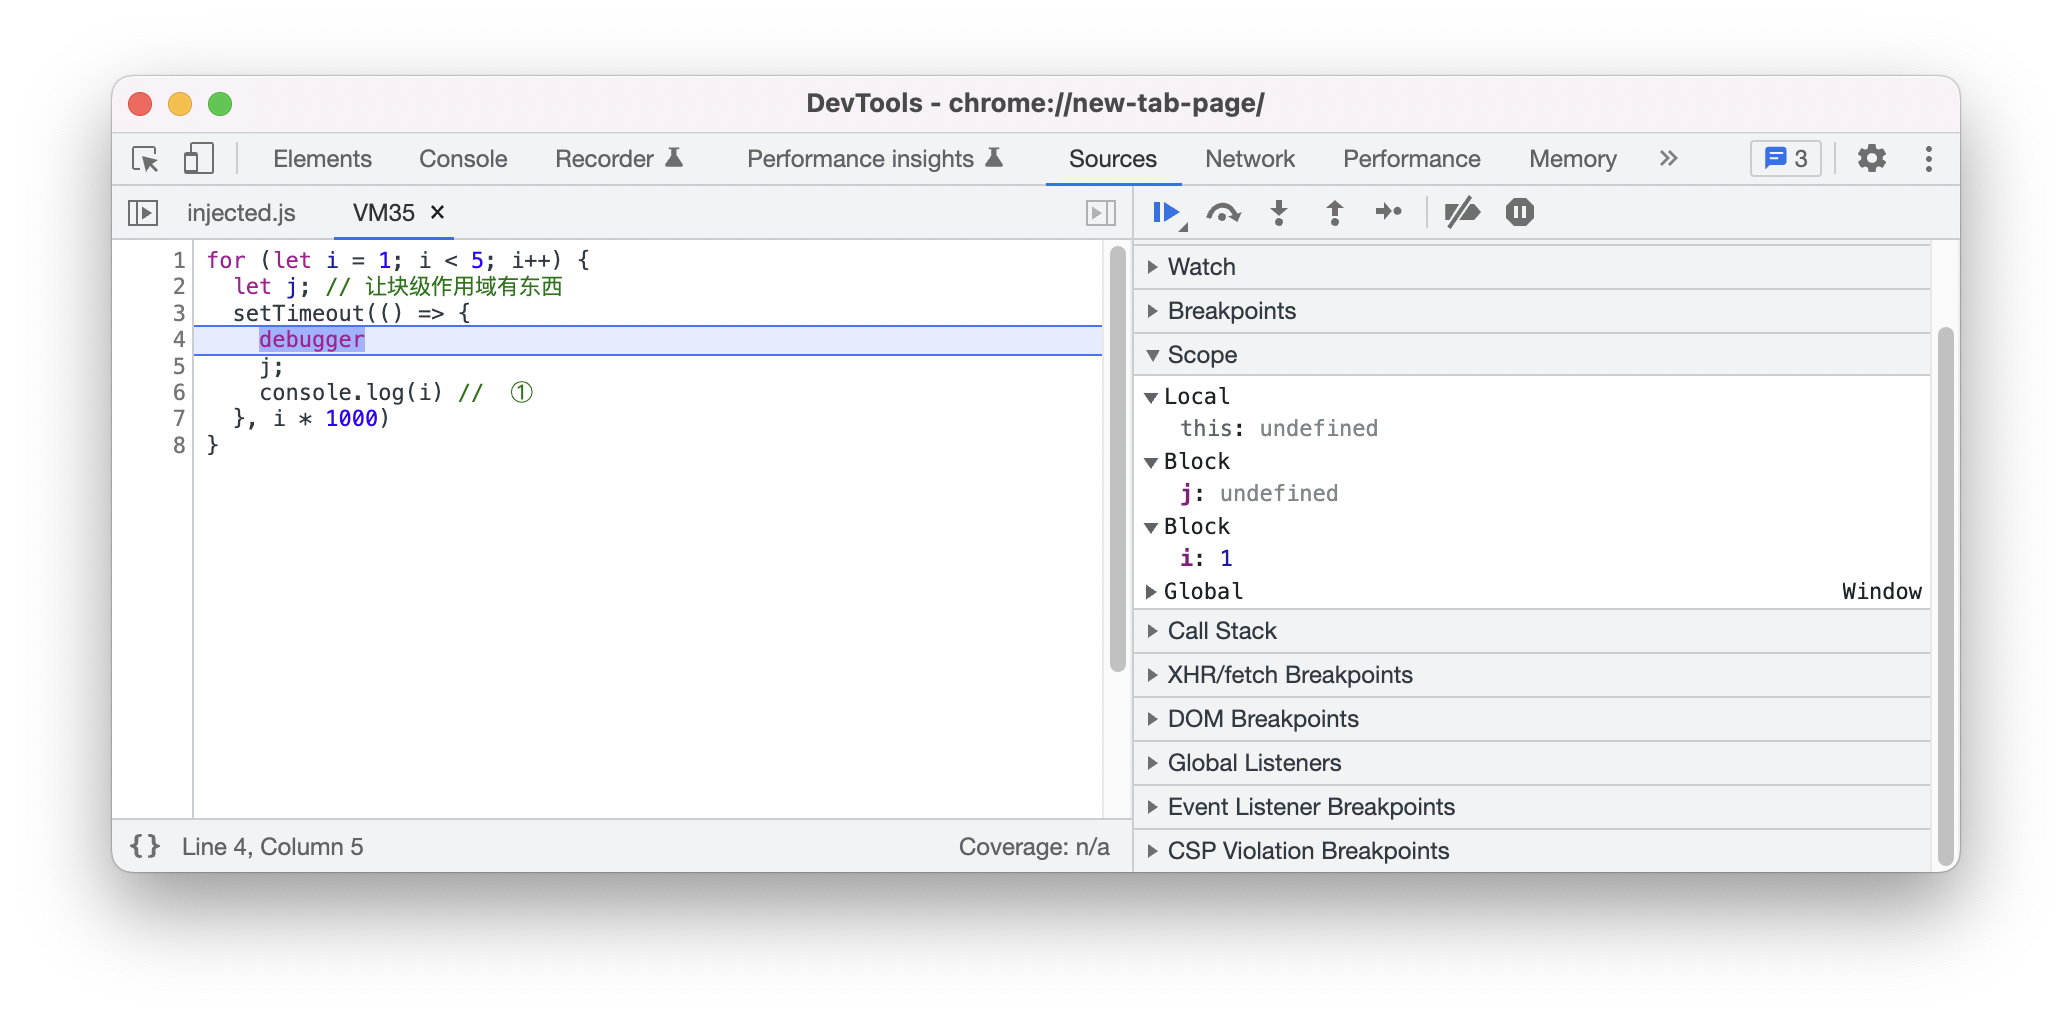 DevTools - chrome://new-tab-page/
Elements Console Recorder Performance insights Sources Network Performance Memory 3
injected.js VM35
1 for (let i = 1; i < 5; i++) {
2 let j; // 让块级作用域有东西
3 setTimeout(() => {
4 debugger
5 j;
6 console.log(i) // ①
7 }, i * 1000)
8 }
{} Line 4, Column 5 Coverage: n/a
Watch
Breakpoints
Scope
Local
this: undefined
Block
j: undefined
Block
i: 1
Global Window
Call Stack
XHR/fetch Breakpoints
DOM Breakpoints
Global Listeners
Event Listener Breakpoints
CSP Violation Breakpoints